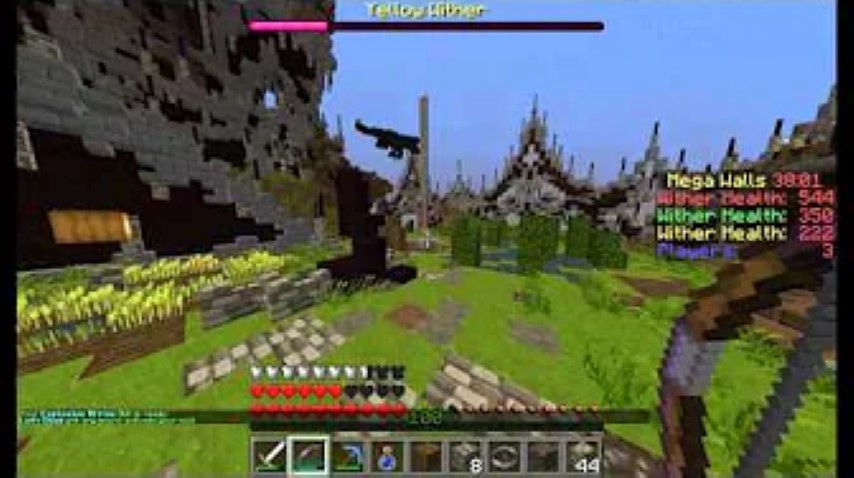 Yellow Wither
Mega Walls 38:01
Wither Health: 544
Wither Health: 350
Wither Health: 222
Players: 3
100
8
44